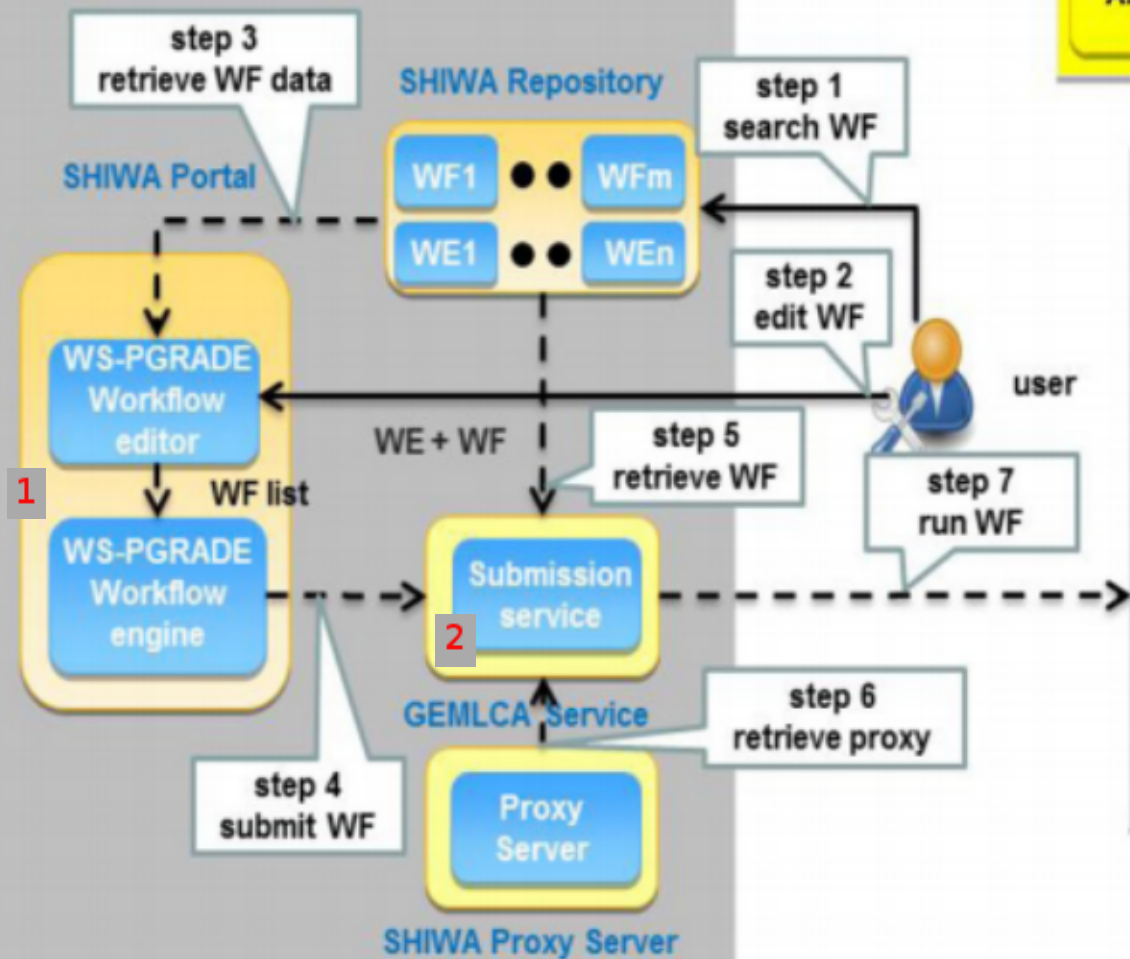 step 3
retrieve WF data
SHIWA Repository
step 1
search WF
SHIWA Portal
WF1
WFm
WE1
WEn
step 2
edit WF
WS-PGRADE
Workflow
editor
user
WE + WF
step 5
retrieve WF
1
WF list
step 7
run WF
WS-PGRADE
Workflow
engine
Submission
service
2
GEMLCA Service
step 6
retrieve proxy
step 4
submit WF
Proxy
Server
SHIWA Proxy Server